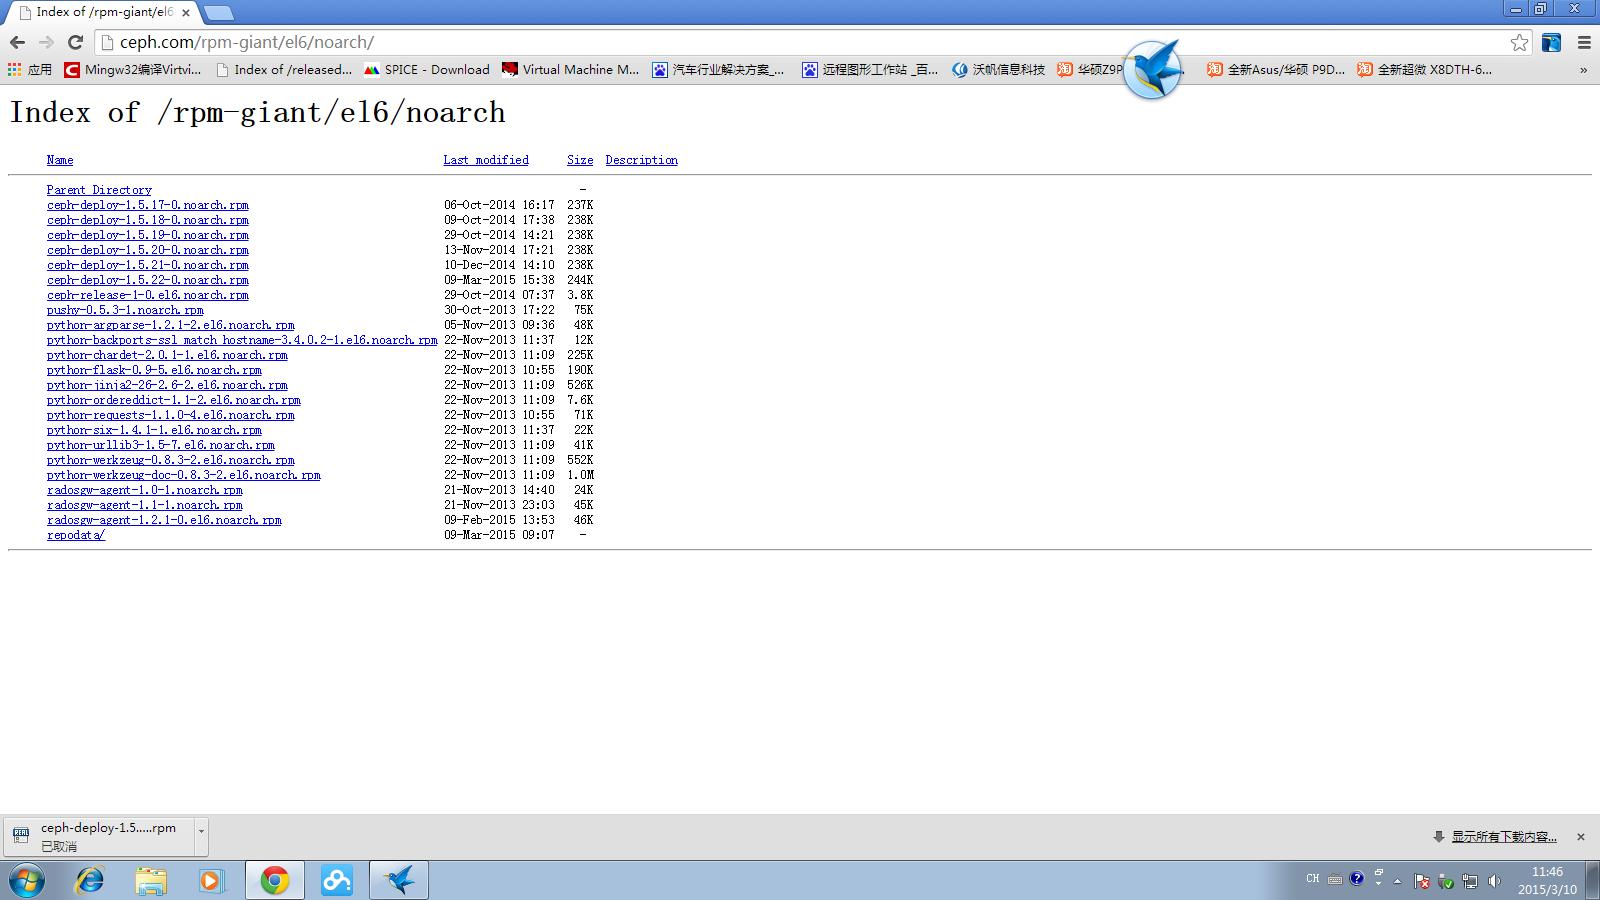 Index of /rpm-giant/el6
ceph.com/rpm-giant/el6/noarch/
应用 Mingw32编译Virtvi... Index of /released... SPICE - Download Virtual Machine M... 汽车行业解决方案_... 远程图形工作站 _百... 沃帆信息科技 华硕Z9P 全新Asus/华硕 P9D... 全新超微 X8DTH-6... »
Index of /rpm-giant/el6/noarch
Name Last modified Size Description
Parent Directory -
ceph-deploy-1.5.17-0.noarch.rpm 06-Oct-2014 16:17 237K
ceph-deploy-1.5.18-0.noarch.rpm 09-Oct-2014 17:38 238K
ceph-deploy-1.5.19-0.noarch.rpm 29-Oct-2014 14:21 238K
ceph-deploy-1.5.20-0.noarch.rpm 13-Nov-2014 17:21 238K
ceph-deploy-1.5.21-0.noarch.rpm 10-Dec-2014 14:10 238K
ceph-deploy-1.5.22-0.noarch.rpm 09-Mar-2015 15:38 244K
ceph-release-1-0.el6.noarch.rpm 29-Oct-2014 07:37 3.8K
pushy-0.5.3-1.noarch.rpm 30-Oct-2013 17:22 75K
python-argparse-1.2.1-2.el6.noarch.rpm 05-Nov-2013 09:36 48K
python-backports-ssl_match_hostname-3.4.0.2-1.el6.noarch.rpm 22-Nov-2013 11:37 12K
python-chardet-2.0.1-1.el6.noarch.rpm 22-Nov-2013 11:09 225K
python-flask-0.9-5.el6.noarch.rpm 22-Nov-2013 10:55 190K
python-jinja2-26-2.6-2.el6.noarch.rpm 22-Nov-2013 11:09 526K
python-ordereddict-1.1-2.el6.noarch.rpm 22-Nov-2013 11:09 7.6K
python-requests-1.1.0-4.el6.noarch.rpm 22-Nov-2013 10:55 71K
python-six-1.4.1-1.el6.noarch.rpm 22-Nov-2013 11:37 22K
python-urllib3-1.5-7.el6.noarch.rpm 22-Nov-2013 11:09 41K
python-werkzeug-0.8.3-2.el6.noarch.rpm 22-Nov-2013 11:09 552K
python-werkzeug-doc-0.8.3-2.el6.noarch.rpm 22-Nov-2013 11:09 1.0M
radosgw-agent-1.0-1.noarch.rpm 21-Nov-2013 14:40 24K
radosgw-agent-1.1-1.noarch.rpm 21-Nov-2013 23:03 45K
radosgw-agent-1.2.1-0.el6.noarch.rpm 09-Feb-2015 13:53 46K
repodata/ 09-Mar-2015 09:07 -
ceph-deploy-1.5.....rpm
已取消
显示所有下载内容...
CH
11:46
2015/3/10